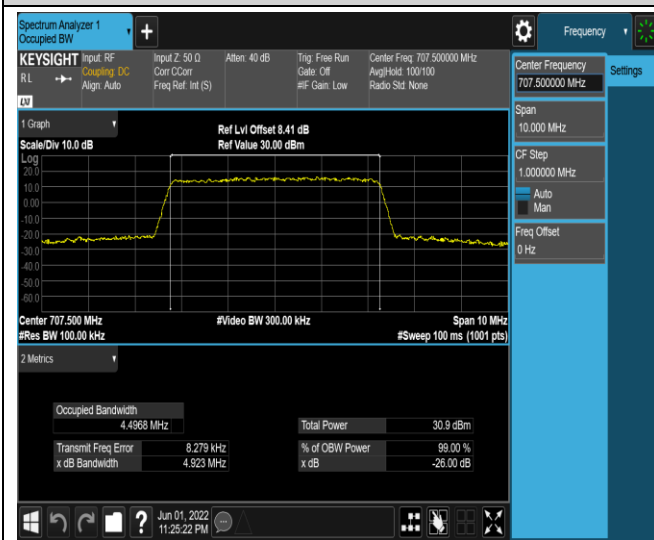 Spectrum Analyzer 1
Occupied BW
Frequency
KEYSIGHT
RL
LXI
Input: RF
Coupling: DC
Align: Auto
Input Z: 50 Ω
Corr CCorr
Freq Ref: Int (S)
Atten: 40 dB
Trig: Free Run
Gate: Off
#IF Gain: Low
Center Freq: 707.500000 MHz
Avg|Hold: 100/100
Radio Std: None
Center Frequency
707.500000 MHz
Settings
Span
10.000 MHz
CF Step
1.000000 MHz
Auto
Man
Freq Offset
0 Hz
1 Graph
Scale/Div 10.0 dB
Ref Lvl Offset 8.41 dB
Ref Value 30.00 dBm
Log
20.0
10.0
0.00
-10.0
-20.0
-30.0
-40.0
-50.0
-60.0
Center 707.500 MHz
#Res BW 100.00 kHz
#Video BW 300.00 kHz
Span 10 MHz
#Sweep 100 ms (1001 pts)
2 Metrics
Occupied Bandwidth
4.4968 MHz
Total Power 30.9 dBm
Transmit Freq Error 8.279 kHz
% of OBW Power 99.00 %
x dB Bandwidth 4.923 MHz
x dB -26.00 dB
?
Jun 01, 2022
11:25:22 PM